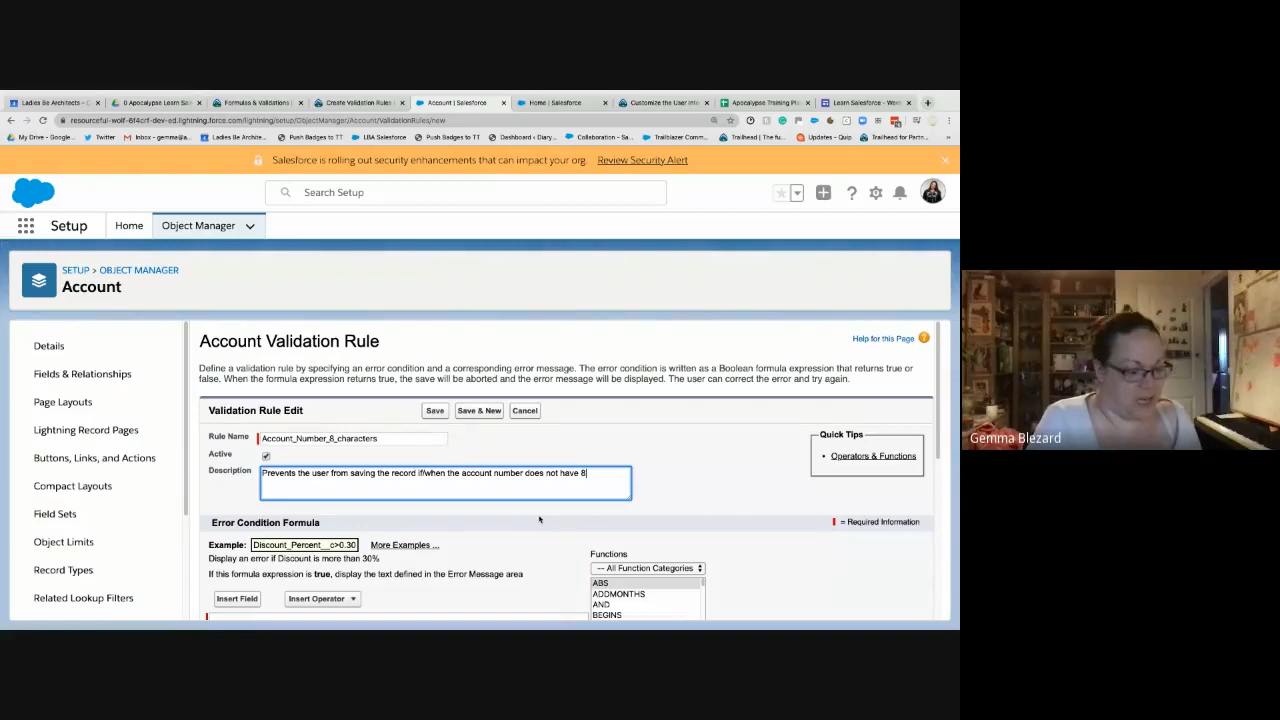 Ladies Be Architects - C
0 Apocalypse Learn Sale
Formulas & Validations |
Create Validation Rules |
Account | Salesforce
Home | Salesforce
Customize the User Inte
Apocalypse Training Pla
Learn Salesforce - Wee
resourceful-wolf-6f4crf-dev-ed.lightning.force.com/lightning/setup/ObjectManager/Account/ValidationRules/new
My Drive - Google...
Twitter
Inbox - gemma@a...
Ladies Be Archite...
Push Badges to TT
LBA Salesforce
Push Badges to TT
Dashboard - Diary...
Collaboration - Sa...
Trailblazer Comm...
Trailhead | The fu...
Updates - Quip
Trailhead for Partn...
Salesforce is rolling out security enhancements that can impact your org. Review Security Alert
Search Setup
Setup
Home
Object Manager
SETUP > OBJECT MANAGER
Account
Details
Fields & Relationships
Page Layouts
Lightning Record Pages
Buttons, Links, and Actions
Compact Layouts
Field Sets
Object Limits
Record Types
Related Lookup Filters
Account Validation Rule
Help for this Page
Define a validation rule by specifying an error condition and a corresponding error message. The error condition is written as a Boolean formula expression that returns true or
false. When the formula expression returns true, the save will be aborted and the error message will be displayed. The user can correct the error and try again.
Validation Rule Edit
Save
Save & New
Cancel
Rule Name
Account_Number_8_characters
Active
Description
Prevents the user from saving the record if/when the account number does not have 8
Quick Tips
• Operators & Functions
Error Condition Formula
= Required Information
Example: Discount_Percent__c>0.30 More Examples ...
Display an error if Discount is more than 30%
If this formula expression is true, display the text defined in the Error Message area
Insert Field
Insert Operator
Functions
-- All Function Categories
ABS
ADDMONTHS
AND
BEGINS
Gemma Blezard